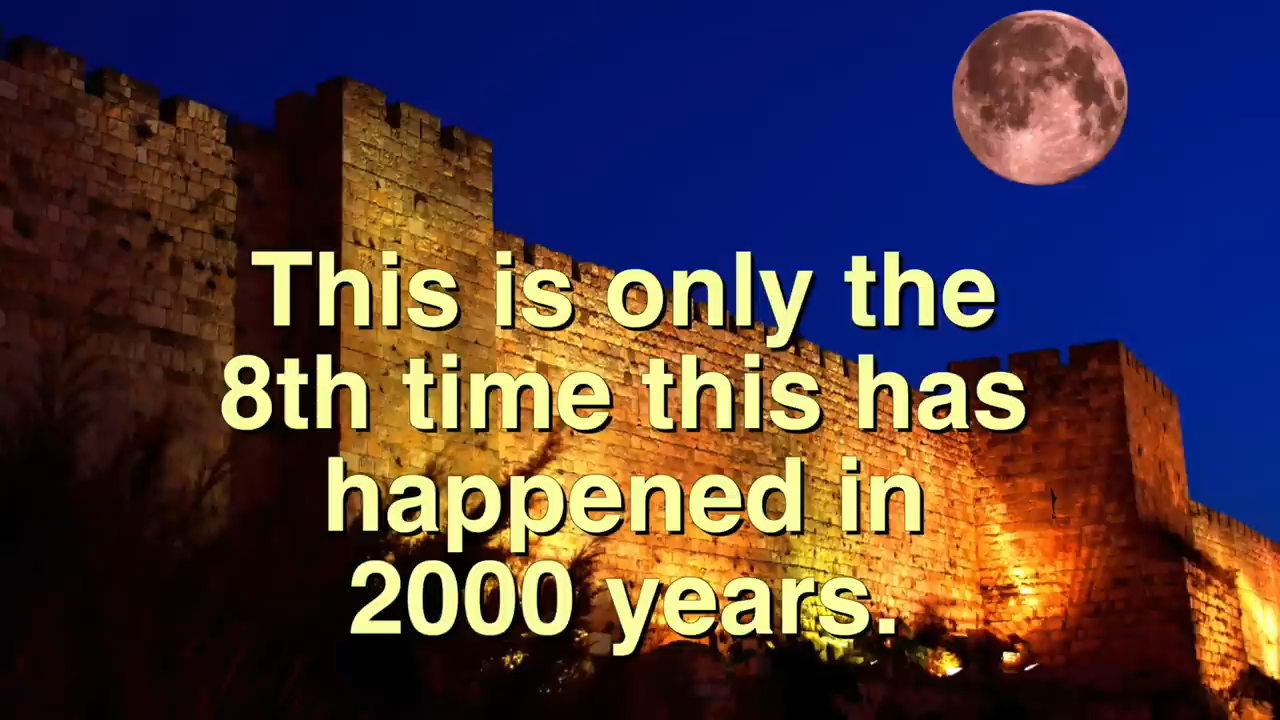 This is only the
8th time this has
happened in
2000 years.